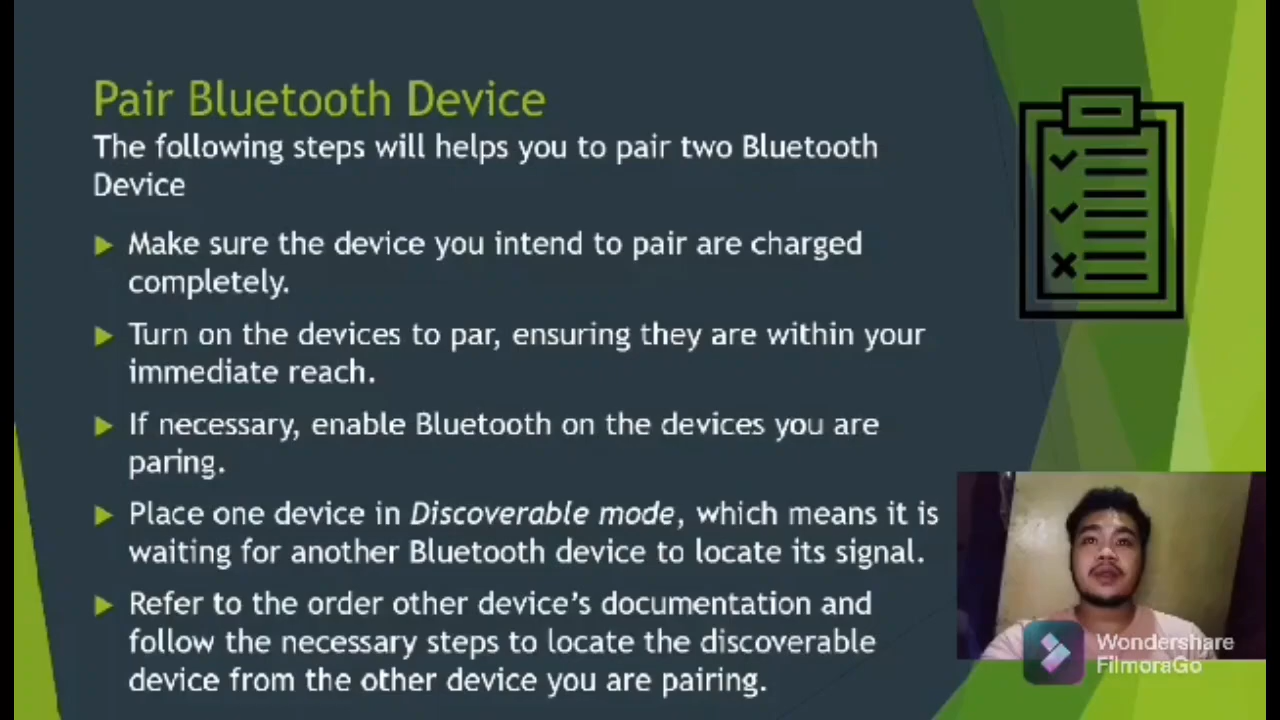 Pair Bluetooth Device
The following steps will helps you to pair two Bluetooth
Device
Make sure the device you intend to pair are charged
completely.
Turn on the devices to par, ensuring they are within your
immediate reach.
If necessary, enable Bluetooth on the devices you are
paring.
Place one device in Discoverable mode, which means it is
waiting for another Bluetooth device to locate its signal.
Refer to the order other device's documentation and
follow the necessary steps to locate the discoverable
device from the other device you are pairing.
Wondershare
FilmoraGo